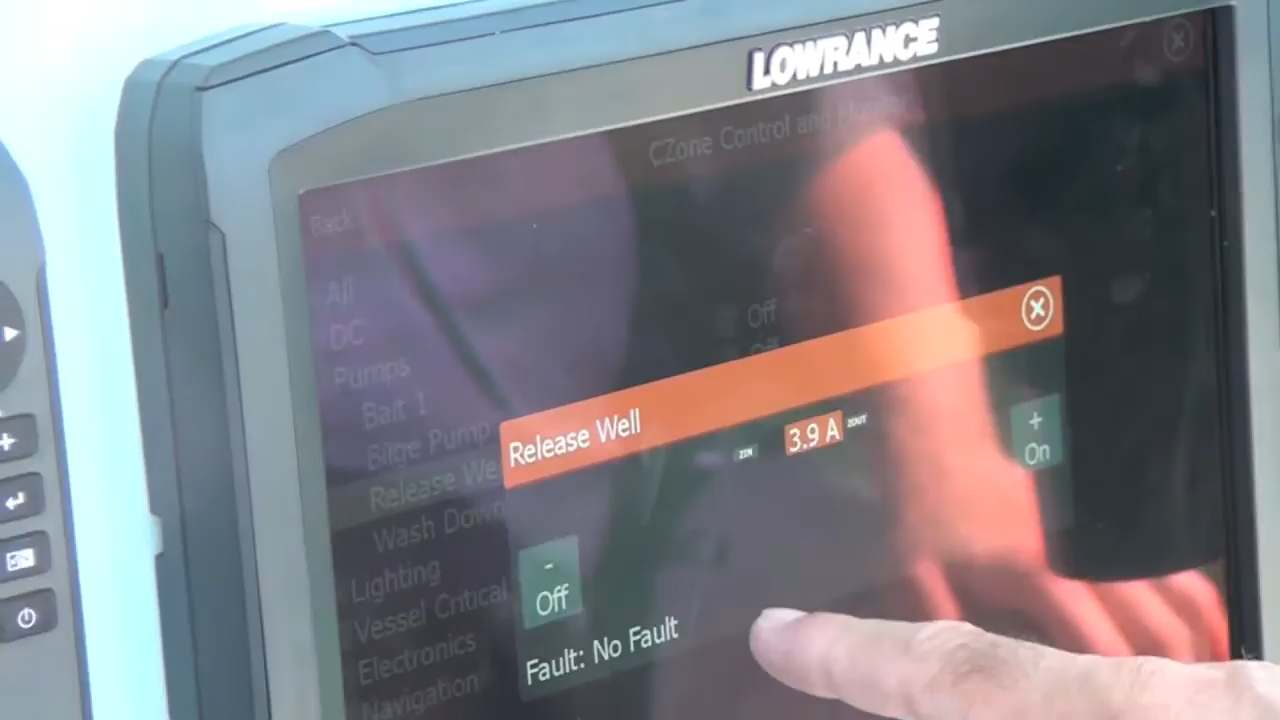 LOWRANCE
CZone Control and
Back
All
DC
Off
Off
Pumps
Bait 1
Bilge Pump
Release We
Wash Down
Lighting
Vessel Critical
Electronics
Navigation
Release Well
3.9 A
+
On
-
Off
Fault: No Fault